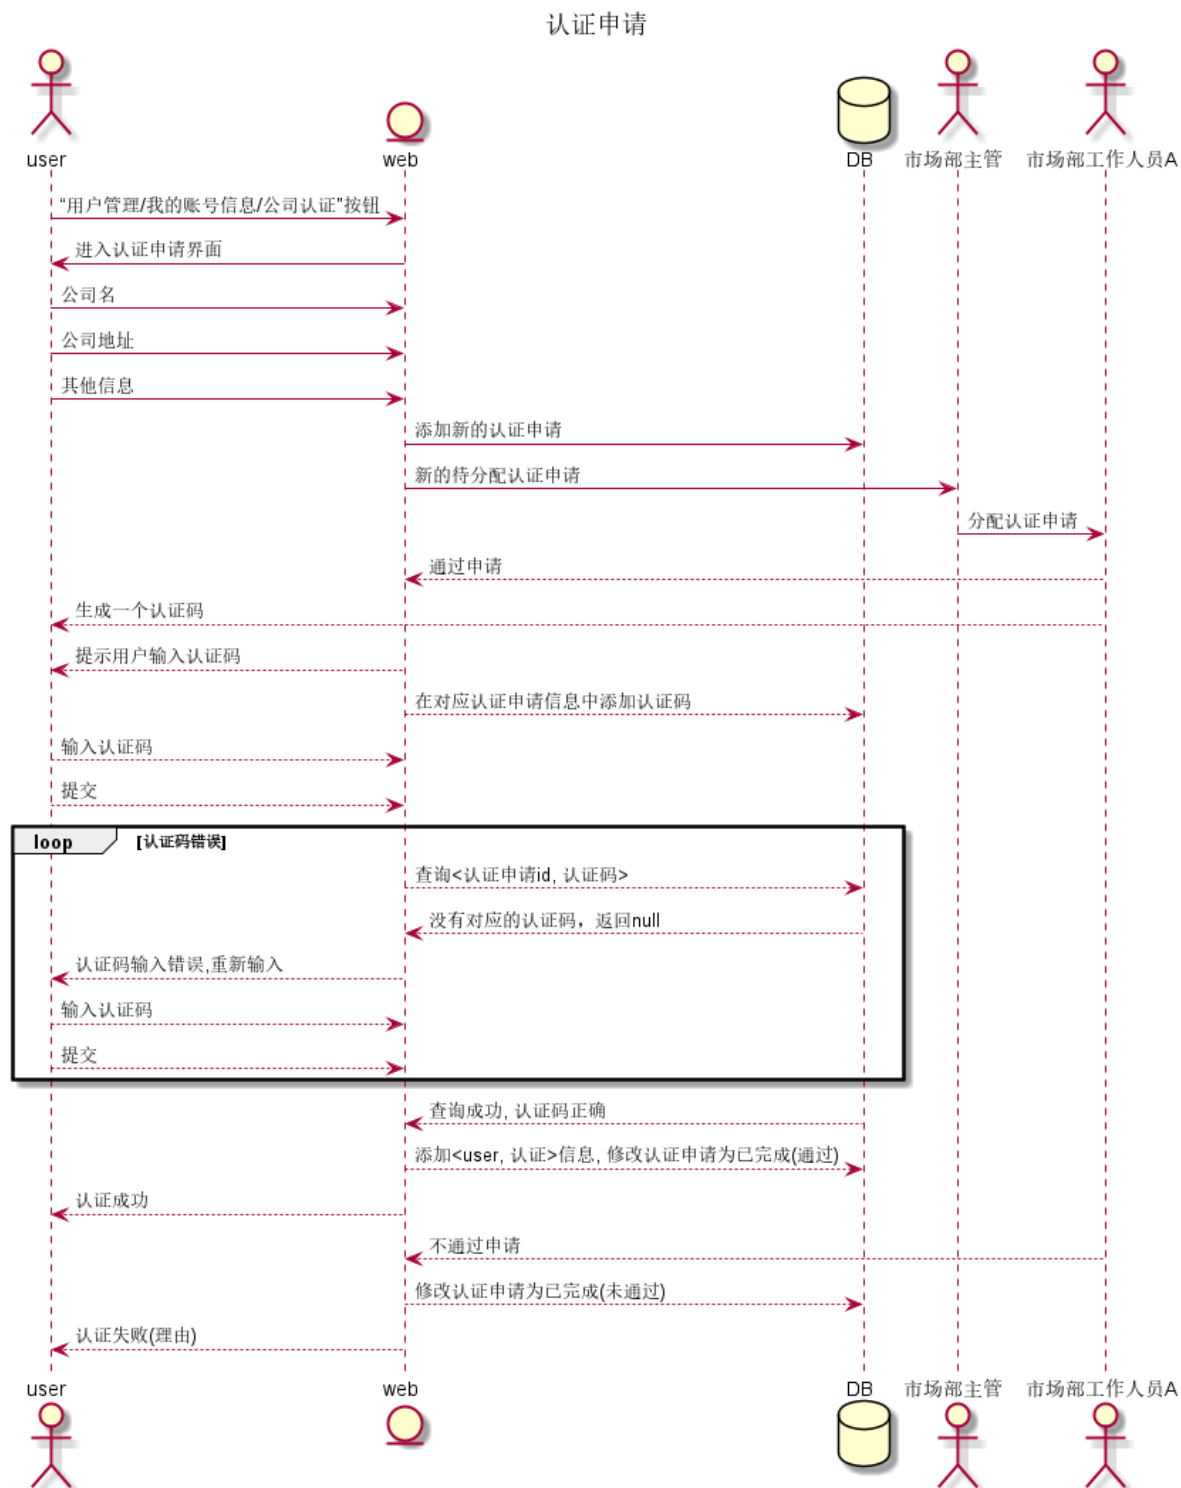 认证申请
user
web
DB
市场部主管
市场部工作人员A
“用户管理/我的账号信息/公司认证”按钮
进入认证申请界面
公司名
公司地址
其他信息
添加新的认证申请
新的待分配认证申请
分配认证申请
通过申请
生成一个认证码
提示用户输入认证码
在对应认证申请信息中添加认证码
输入认证码
提交
loop
[认证码错误]
查询<认证申请id, 认证码>
没有对应的认证码，返回null
认证码输入错误,重新输入
输入认证码
提交
查询成功, 认证码正确
添加<user, 认证>信息, 修改认证申请为已完成(通过)
认证成功
不通过申请
修改认证申请为已完成(未通过)
认证失败(理由)
user
web
DB
市场部主管
市场部工作人员A